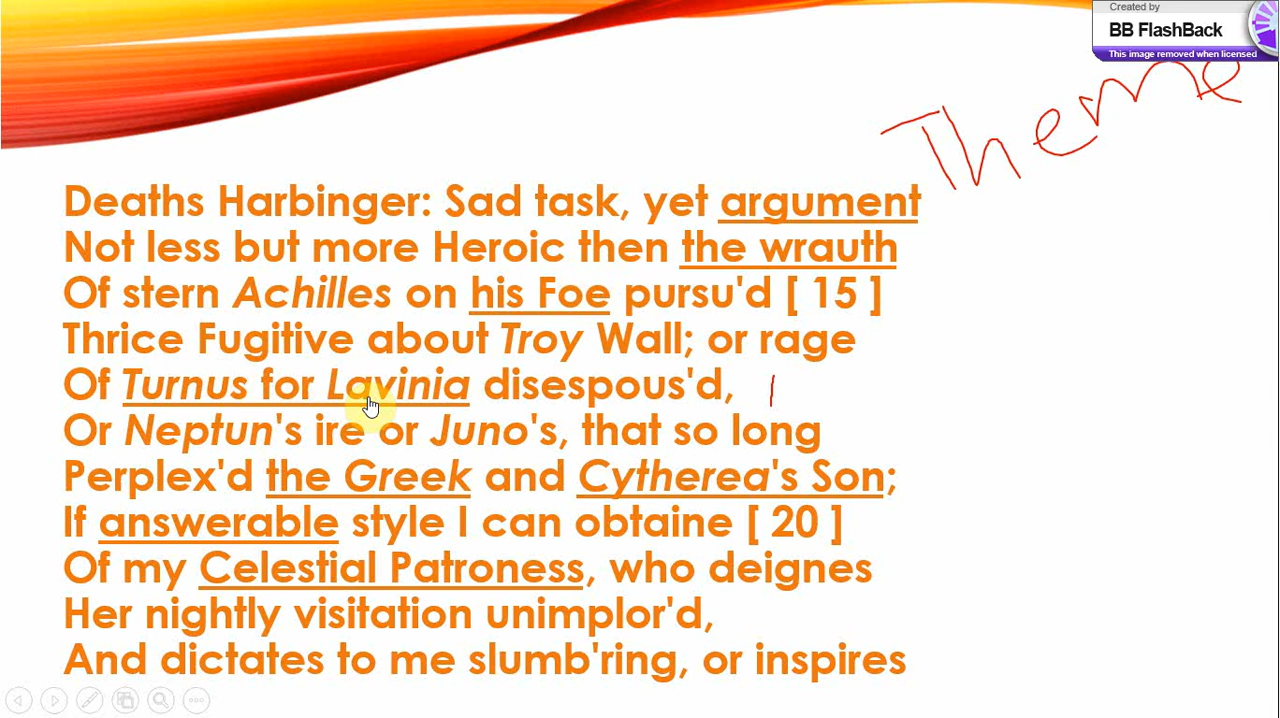 Created by
BB FlashBack
This image removed when licensed
Theme
Deaths Harbinger: Sad task, yet argument
Not less but more Heroic then the wrauth
Of stern Achilles on his Foe pursu'd [ 15 ]
Thrice Fugitive about Troy Wall; or rage
Of Turnus for Lavinia disespous'd,
Or Neptun's ire or Juno's, that so long
Perplex'd the Greek and Cytherea's Son;
If answerable style I can obtaine [ 20 ]
Of my Celestial Patroness, who deignes
Her nightly visitation unimplor'd,
And dictates to me slumb'ring, or inspires